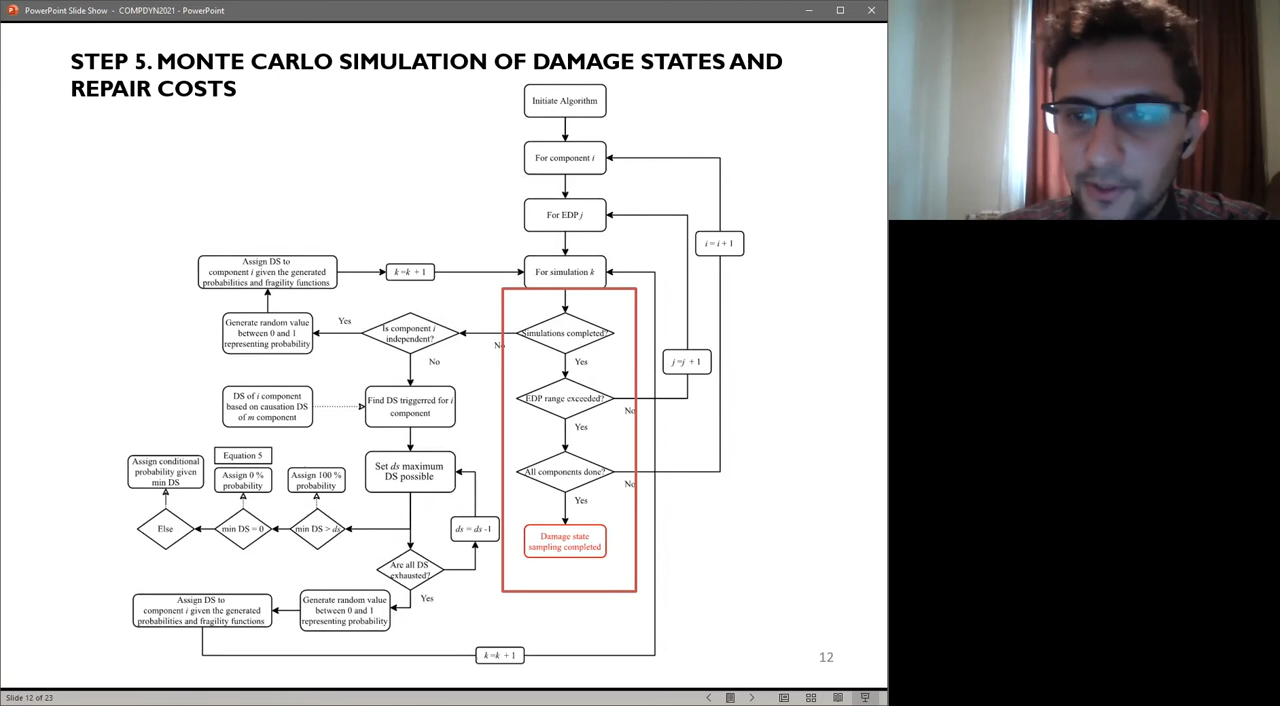 PowerPoint Slide Show - COMPDYN2021 - PowerPoint
STEP 5. MONTE CARLO SIMULATION OF DAMAGE STATES AND
REPAIR COSTS
Initiate Algorithm
For component i
For EDP j
i = i + 1
Assign DS to
component i given the generated
probabilities and fragility functions
k =k + 1
For simulation k
Generate random value
between 0 and 1
representing probability
Yes
Is component i
independent?
No
Simulations completed?
Yes
No
j =j + 1
DS of i component
based on causation DS
of m component
Find DS triggerred for i
component
EDP range exceeded?
No
Yes
Assign conditional
probability given
min DS
Equation 5
Assign 0 %
probability
Assign 100 %
probability
Set ds maximum
DS possible
All components done?
No
Yes
Else
min DS = 0
min DS > ds
ds = ds -1
Damage state
sampling completed
Are all DS
exhausted?
Yes
Assign DS to
component i given the generated
probabilities and fragility functions
Generate random value
between 0 and 1
representing probability
k =k + 1
12
Slide 12 of 23